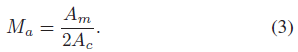 M_a = \frac{A_m}{2A_c}. (3)